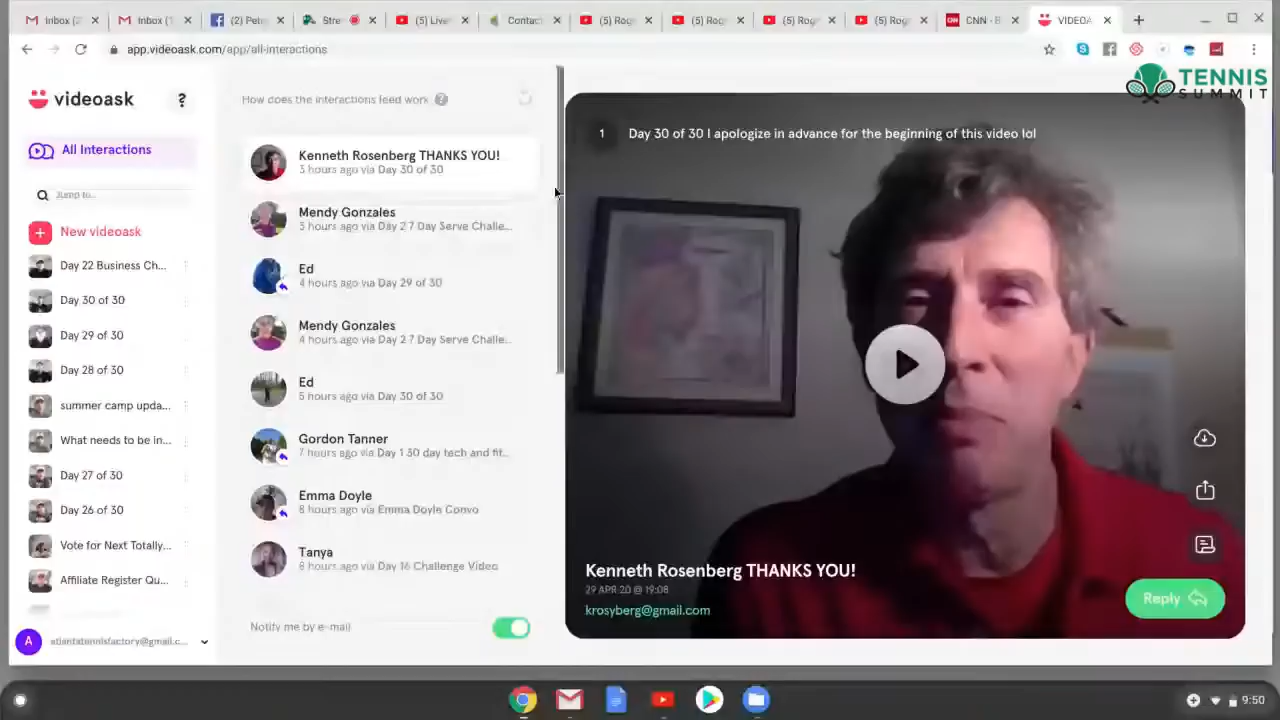 Inbox (2
Inbox (1
(2) Pete
Stre
(5) Live
Contac
(5) Rog
(5) Rog
(5) Rog
(5) Rog
CNN - B
VIDEOA
app.videoask.com/app/all-interactions
TENNIS
SUMMIT
videoask
?
All Interactions
Jump to..
New videoask
Day 22 Business Ch...
Day 30 of 30
Day 29 of 30
Day 28 of 30
summer camp upda...
What needs to be in...
Day 27 of 30
Day 26 of 30
Vote for Next Totally...
Affiliate Register Qu...
A
atlantatennisfactory@gmail.c...
How does the interactions feed work ?
Kenneth Rosenberg THANKS YOU!
3 hours ago via Day 30 of 30
Mendy Gonzales
3 hours ago via Day 2 7 Day Serve Challe...
Ed
4 hours ago via Day 29 of 30
Mendy Gonzales
4 hours ago via Day 2 7 Day Serve Challe...
Ed
5 hours ago via Day 30 of 30
Gordon Tanner
7 hours ago via Day 1 30 day tech and fit...
Emma Doyle
8 hours ago via Emma Doyle Convo
Tanya
8 hours ago via Day 16 Challenge Video
Notify me by e-mail
1
Day 30 of 30 I apologize in advance for the beginning of this video lol
Kenneth Rosenberg THANKS YOU!
29 APR 20 @ 19:08
krosyberg@gmail.com
Reply
9:50